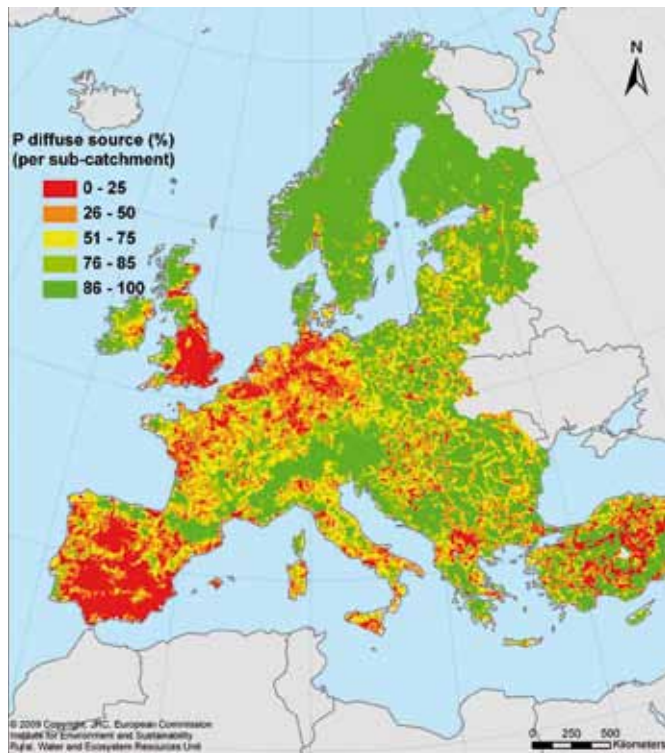 N
P diffuse source (%)
(per sub-catchment)
0 - 25
26 - 50
51 - 75
76 - 85
86 - 100
© 2009 Copyright, JRC, European Commission
Institute for Environment and Sustainability
Rural, Water and Ecosystem Resources Unit
0 250 500
Kilometers